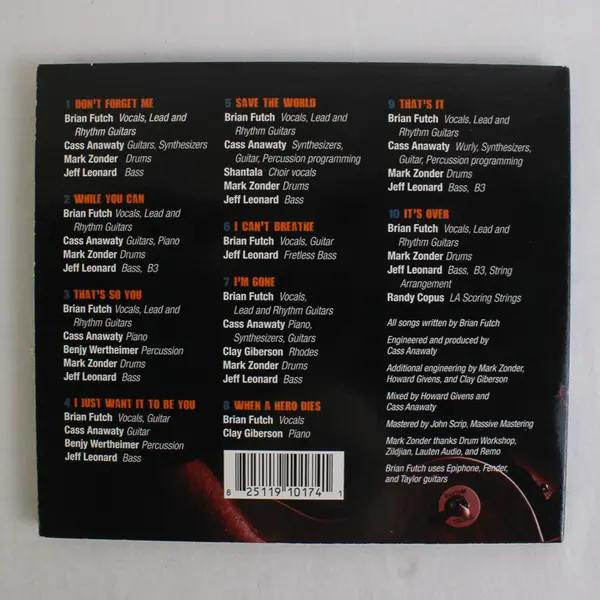 1 DON'T FORGET ME
Brian Futch Vocals, Lead and
Rhythm Guitars
Cass Anawaty Guitars, Synthesizers
Mark Zonder Drums
Jeff Leonard Bass
2 WHILE YOU CAN
Brian Futch Vocals, Lead and
Rhythm Guitars
Cass Anawaty Guitars, Piano
Mark Zonder Drums
Jeff Leonard Bass, B3
3 THAT'S SO YOU
Brian Futch Vocals, Lead and
Rhythm Guitars
Cass Anawaty Piano
Benjy Wertheimer Percussion
Mark Zonder Drums
Jeff Leonard Bass
4 I JUST WANT IT TO BE YOU
Brian Futch Vocals, Guitar
Cass Anawaty Guitar
Benjy Wertheimer Percussion
Jeff Leonard Bass
5 SAVE THE WORLD
Brian Futch Vocals, Lead and
Rhythm Guitars
Cass Anawaty Synthesizers,
Guitar, Percussion programming
Shantala Choir vocals
Mark Zonder Drums
Jeff Leonard Bass
6 I CAN'T BREATHE
Brian Futch Vocals, Guitar
Jeff Leonard Fretless Bass
7 I'M GONE
Brian Futch Vocals,
Lead and Rhythm Guitars
Cass Anawaty Piano,
Synthesizers, Guitars
Clay Giberson Rhodes
Mark Zonder Drums
Jeff Leonard Bass
8 WHEN A HERO DIES
Brian Futch Vocals
Clay Giberson Piano
8 25119 10174 1
9 THAT'S IT
Brian Futch Vocals, Lead and
Rhythm Guitars
Cass Anawaty Wurly, Synthesizers,
Guitar, Percussion programming
Mark Zonder Drums
Jeff Leonard Bass, B3
10 IT'S OVER
Brian Futch Vocals, Lead and
Rhythm Guitars
Mark Zonder Drums
Jeff Leonard Bass, B3, String
Arrangement
Randy Copus LA Scoring Strings
All songs written by Brian Futch
Engineered and produced by
Cass Anawaty
Additional engineering by Mark Zonder,
Howard Givens, and Clay Giberson
Mixed by Howard Givens and
Cass Anawaty
Mastered by John Scrip, Massive Mastering
Mark Zonder thanks Drum Workshop,
Zildjian, Lauten Audio, and Remo
Brian Futch uses Epiphone, Fender,
and Taylor guitars